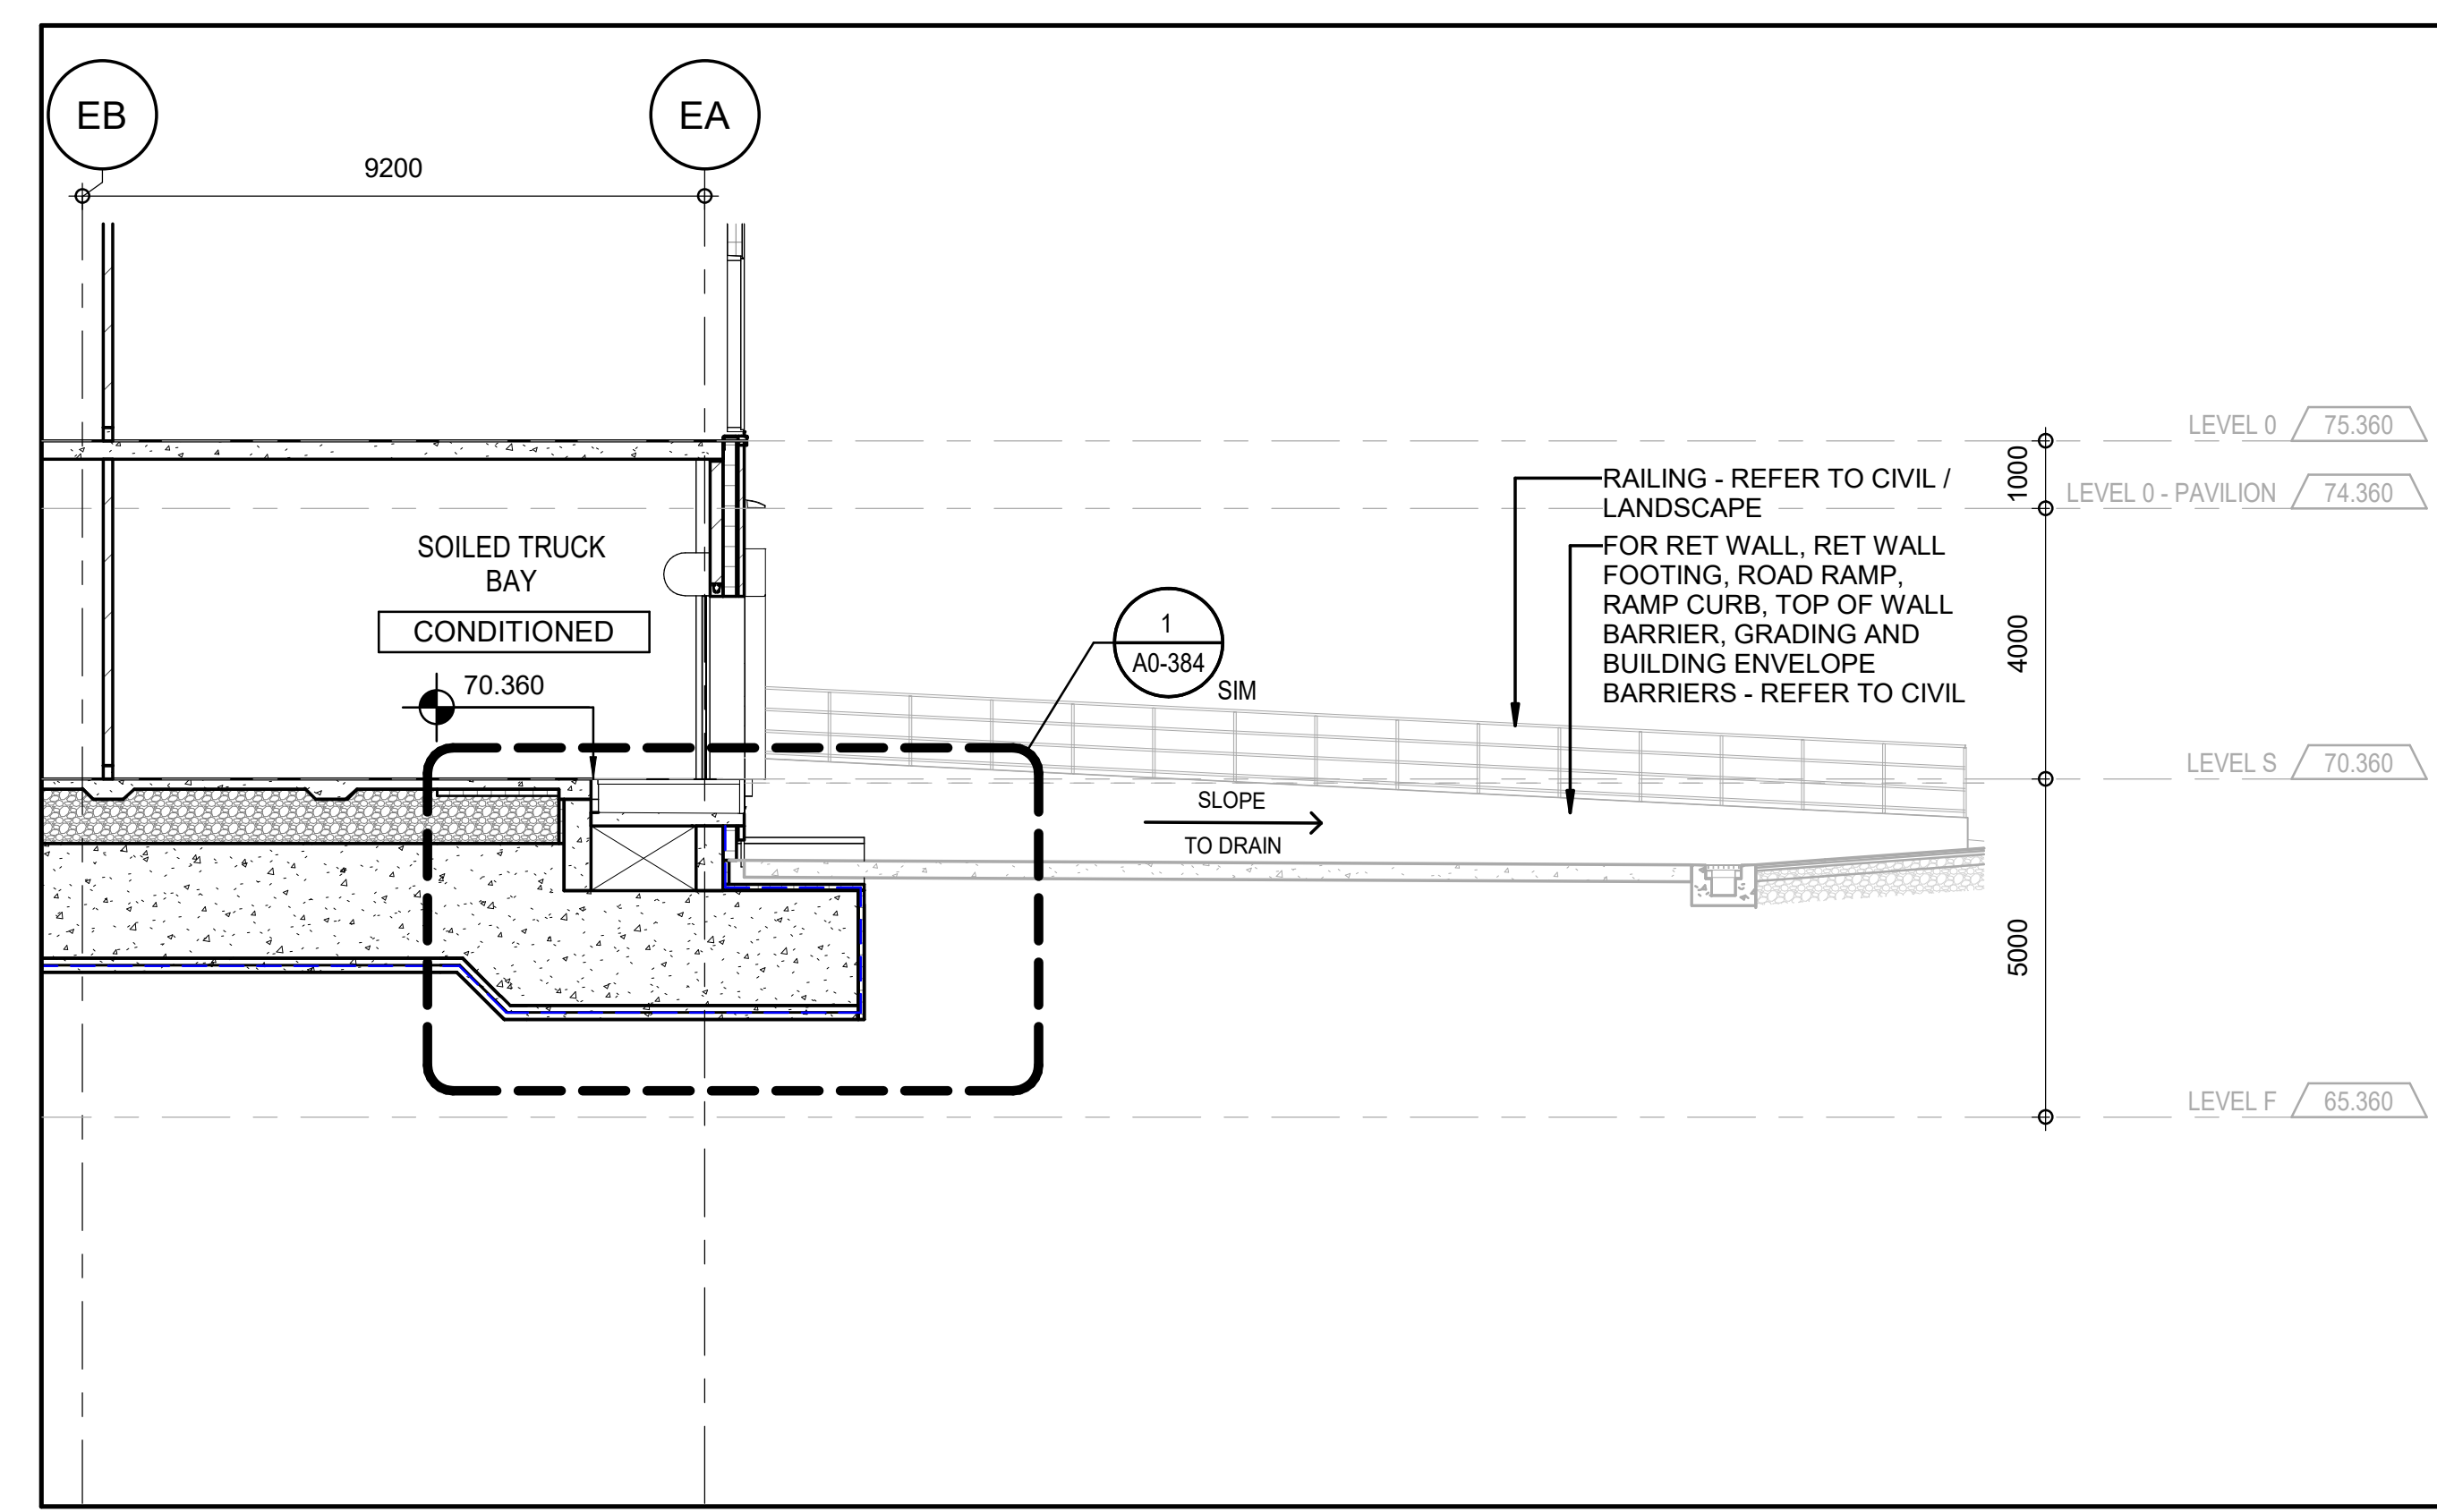 EB
EA
9200
LEVEL 0 75.360
1000
RAILING - REFER TO CIVIL /
LANDSCAPE
LEVEL 0 - PAVILION 74.360
SOILED TRUCK
BAY
CONDITIONED
FOR RET WALL, RET WALL
FOOTING, ROAD RAMP,
RAMP CURB, TOP OF WALL
BARRIER, GRADING AND
BUILDING ENVELOPE
BARRIERS - REFER TO CIVIL
4000
1
A0-384
SIM
70.360
LEVEL S 70.360
SLOPE
TO DRAIN
5000
LEVEL F 65.360